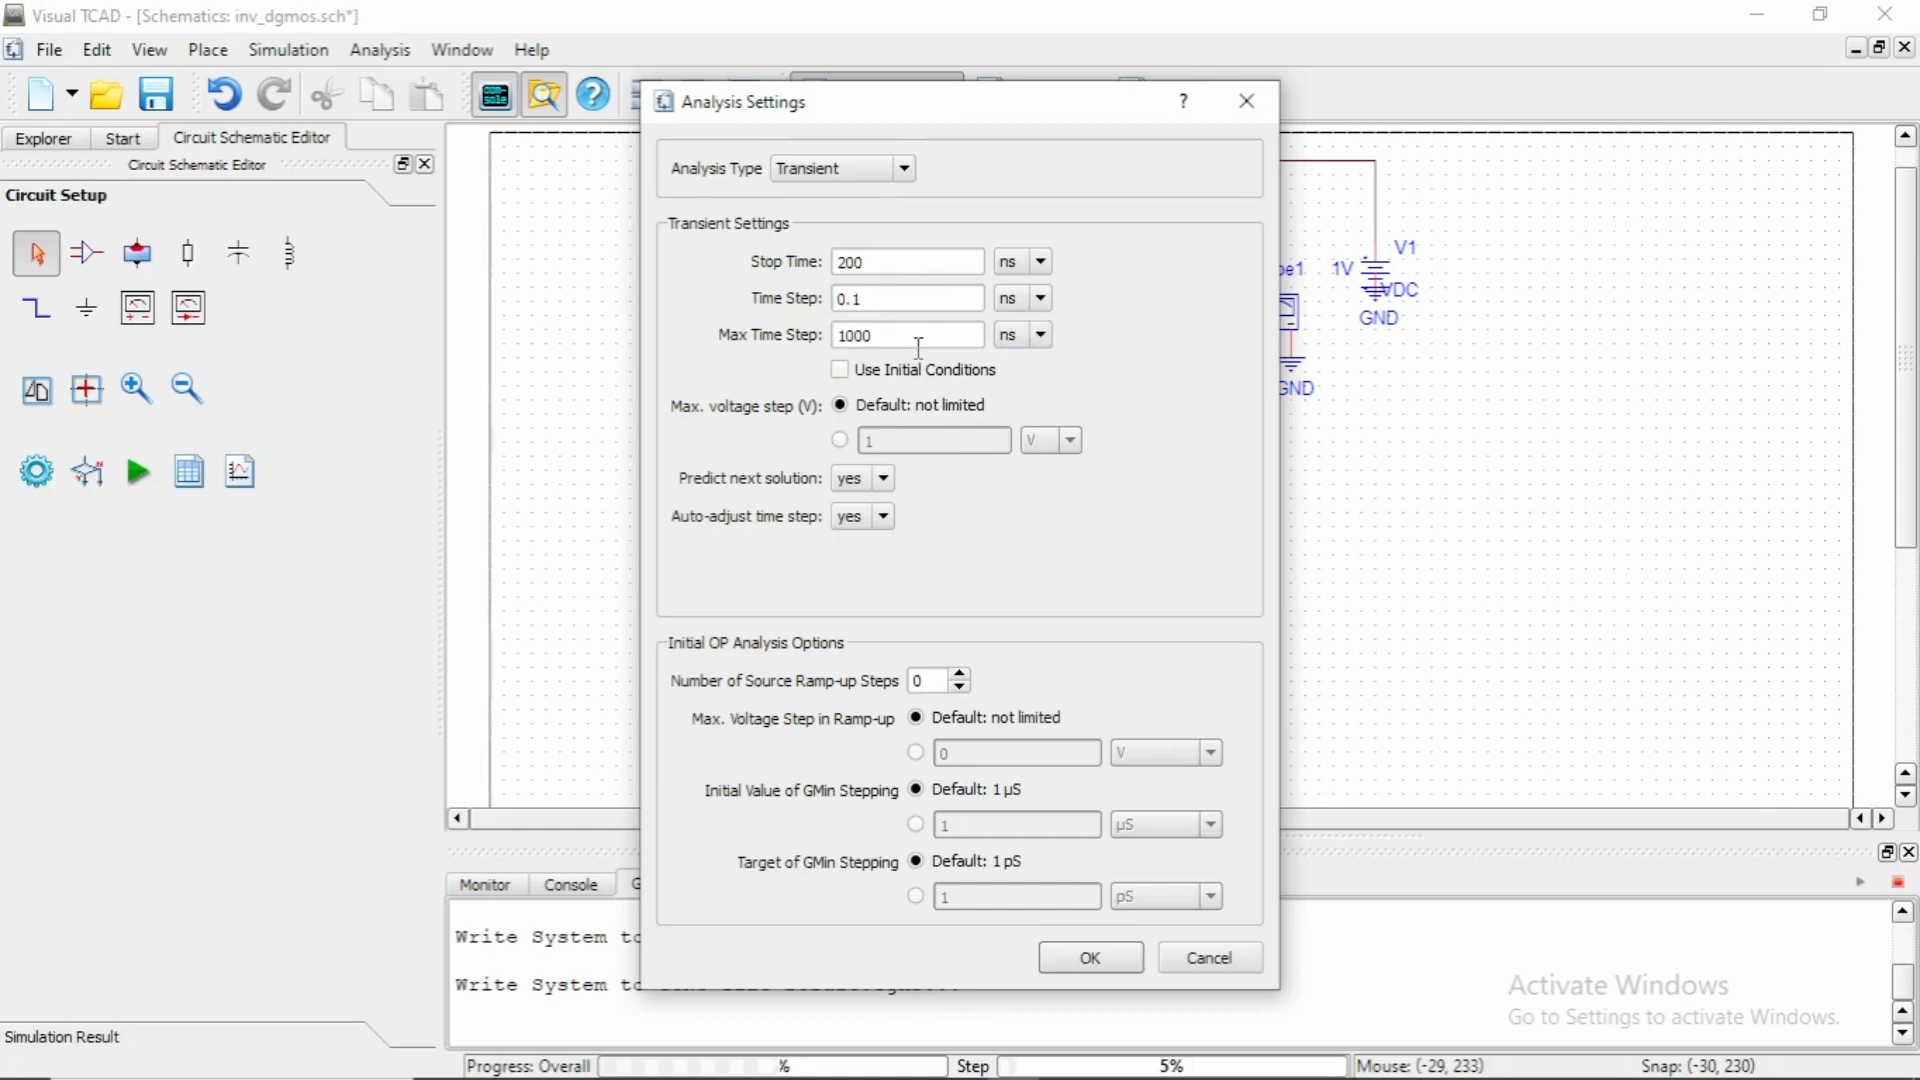 Visual TCAD - [Schematics: inv_dgmos.sch*]
File Edit View Place Simulation Analysis Window Help
Explorer Start Circuit Schematic Editor
Circuit Schematic Editor
Circuit Setup
Analysis Settings
?
Analysis Type Transient
Transient Settings
Stop Time: 200 ns
Time Step: 0.1 ns
Max Time Step: 1000 ns
Use Initial Conditions
Max. voltage step (V): Default: not limited
1 V
Predict next solution: yes
Auto-adjust time step: yes
Initial OP Analysis Options
Number of Source Ramp-up Steps 0
Max. Voltage Step in Ramp-up Default: not limited
0 V
Initial Value of GMin Stepping Default: 1 µS
1 µS
Target of GMin Stepping Default: 1 pS
1 pS
OK Cancel
V1
1V
VDC
GND
GND
Monitor Console
Write System to
Write System to
Activate Windows
Go to Settings to activate Windows.
Simulation Result
Progress: Overall % Step 5% Mouse: (-29, 233) Snap: (-30, 230)